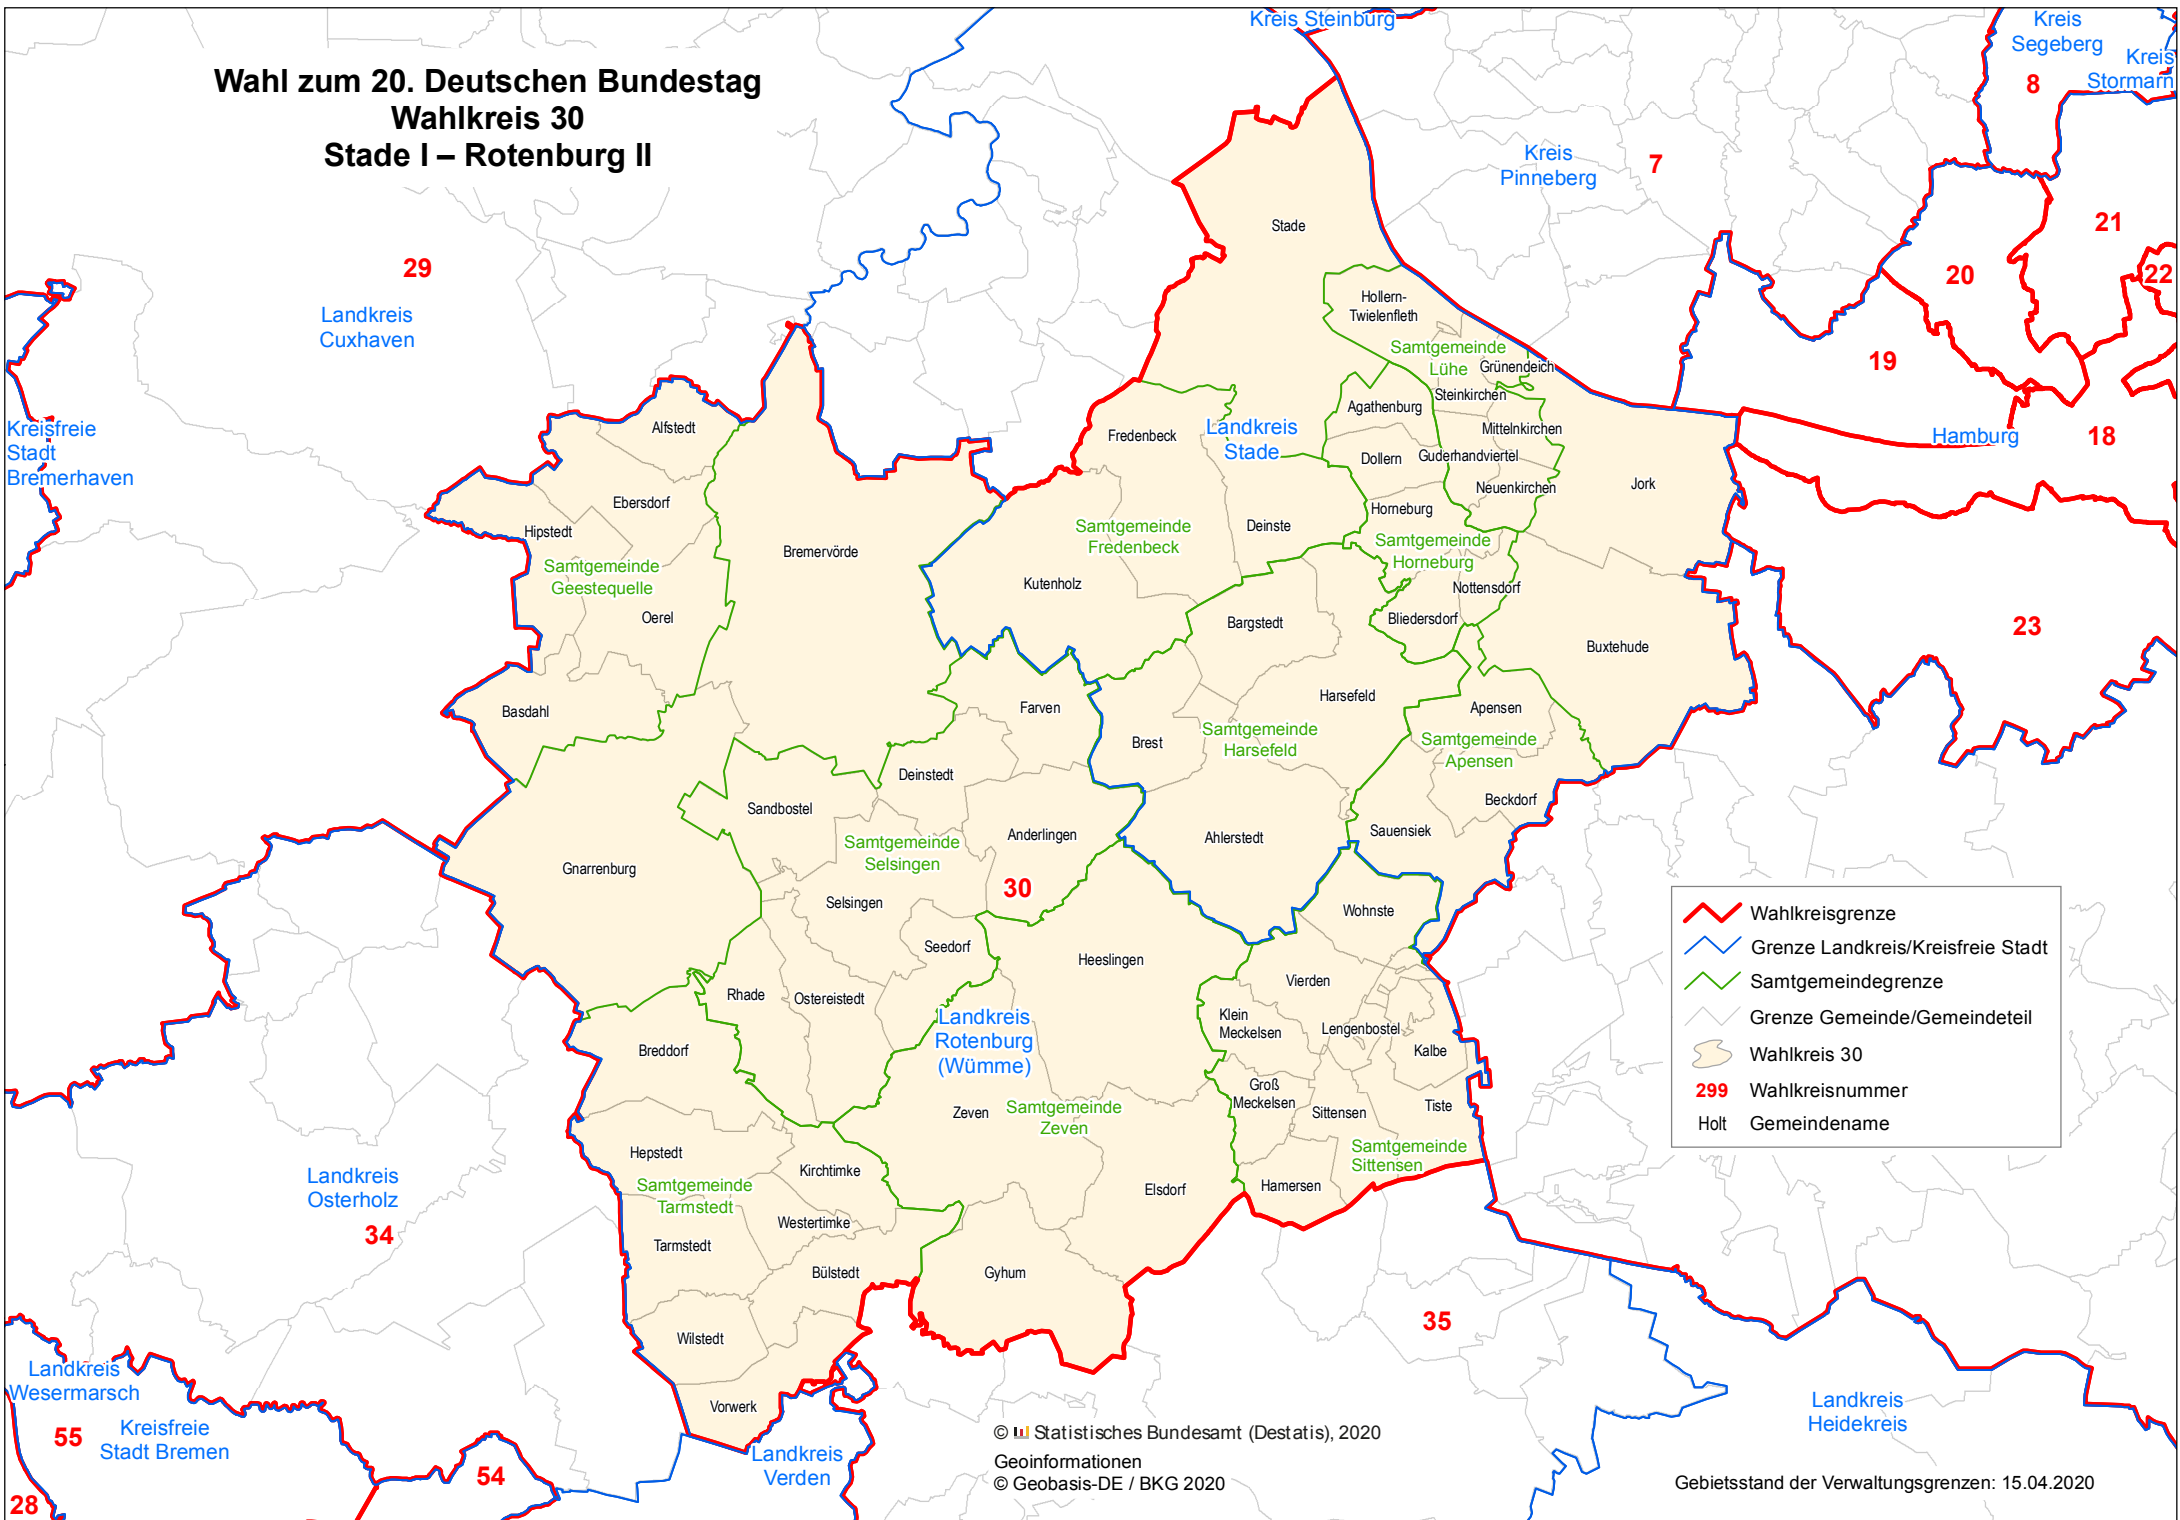 Wahl zum 20. Deutschen Bundestag
Wahlkreis 30
Stade I – Rotenburg II
Kreis Steinburg
Kreis
Segeberg
Kreis
Stormarn
8
Kreis
Pinneberg
7
21
20
22
19
18
Hamburg
23
29
Landkreis
Cuxhaven
Kreisfreie
Stadt
Bremerhaven
Stade
Hollern-
Twielenfleth
Samtgemeinde
Lühe
Grünendeich
Steinkirchen
Agathenburg
Mittelnkirchen
Landkreis
Stade
Fredenbeck
Dollern
Guderhandviertel
Neuenkirchen
Jork
Horneburg
Deinste
Samtgemeinde
Fredenbeck
Samtgemeinde
Horneburg
Kutenholz
Nottensdorf
Bliedersdorf
Bargstedt
Buxtehude
Alfstedt
Ebersdorf
Hipstedt
Samtgemeinde
Geestequelle
Oerel
Bremervörde
Basdahl
Farven
Harsefeld
Apensen
Brest
Samtgemeinde
Harsefeld
Samtgemeinde
Apensen
Deinstedt
Sandbostel
Beckdorf
Anderlingen
Ahlerstedt
Sauensiek
Samtgemeinde
Selsingen
Gnarrenburg
30
Selsingen
Wohnste
Seedorf
Heeslingen
Vierden
Rhade
Ostereistedt
Klein
Meckelsen
Lengenbostel
Landkreis
Rotenburg
(Wümme)
Kalbe
Breddorf
Groß
Meckelsen
Sittensen
Tiste
Zeven
Samtgemeinde
Zeven
Samtgemeinde
Sittensen
Hepstedt
Kirchtimke
Hamersen
Elsdorf
Samtgemeinde
Tarmstedt
Westertimke
Tarmstedt
Bülstedt
Gyhum
Wilstedt
Vorwerk
Landkreis
Osterholz
34
35
Landkreis
Wesermarsch
55
Kreisfreie
Stadt Bremen
54
28
Landkreis
Verden
Landkreis
Heidekreis
Wahlkreisgrenze
Grenze Landkreis/Kreisfreie Stadt
Samtgemeindegrenze
Grenze Gemeinde/Gemeindeteil
Wahlkreis 30
299 Wahlkreisnummer
Holt Gemeindename
© Statistisches Bundesamt (Destatis), 2020
Geoinformationen
© Geobasis-DE / BKG 2020
Gebietsstand der Verwaltungsgrenzen: 15.04.2020